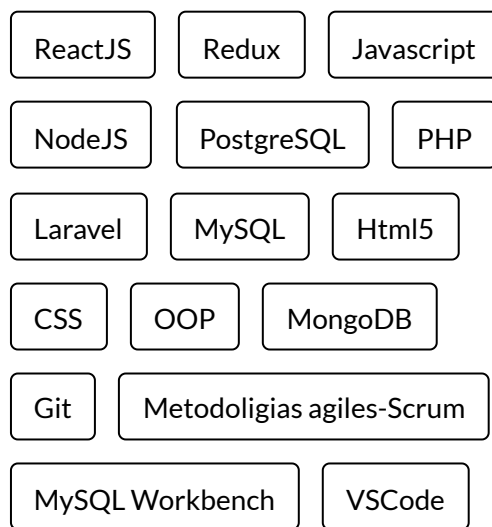 ReactJS Redux Javascript
NodeJS PostgreSQL PHP
Laravel MySQL Html5
CSS OOP MongoDB
Git Metodoligias agiles-Scrum
MySQL Workbench VSCode